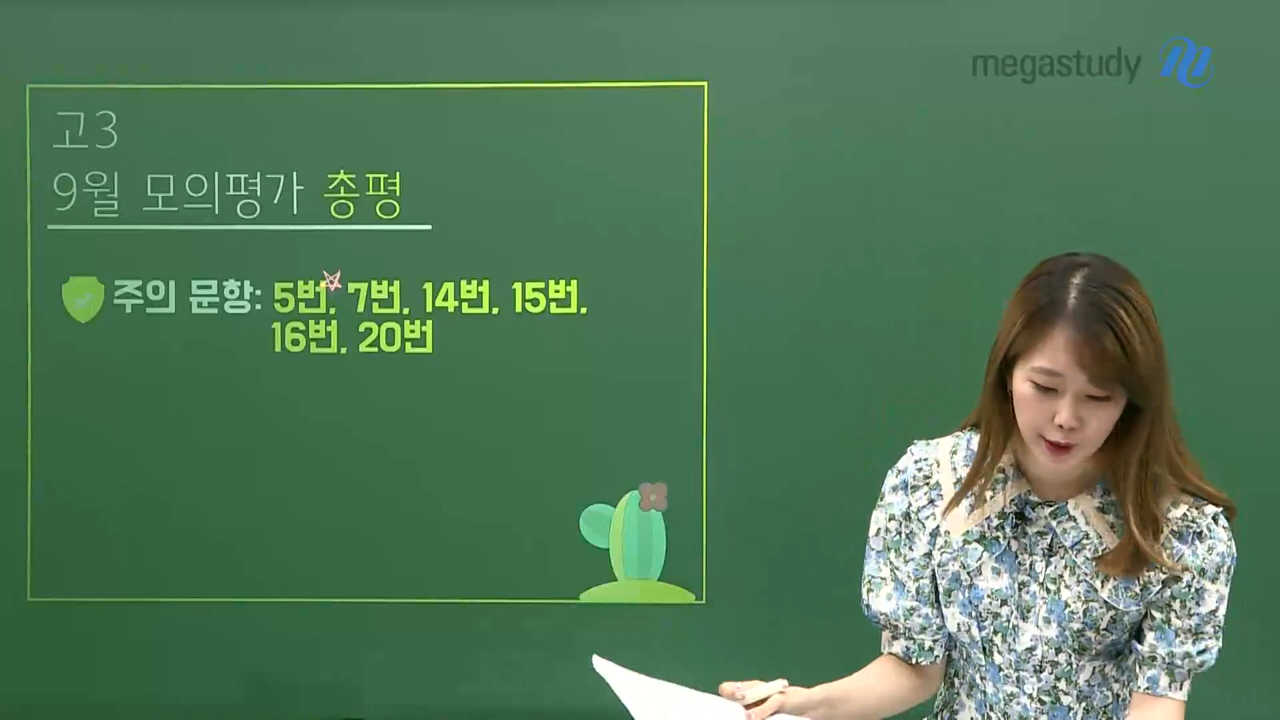 megastudy
고3
9월 모의평가 총평
주의 문항: 5번, 7번, 14번, 15번,
16번, 20번